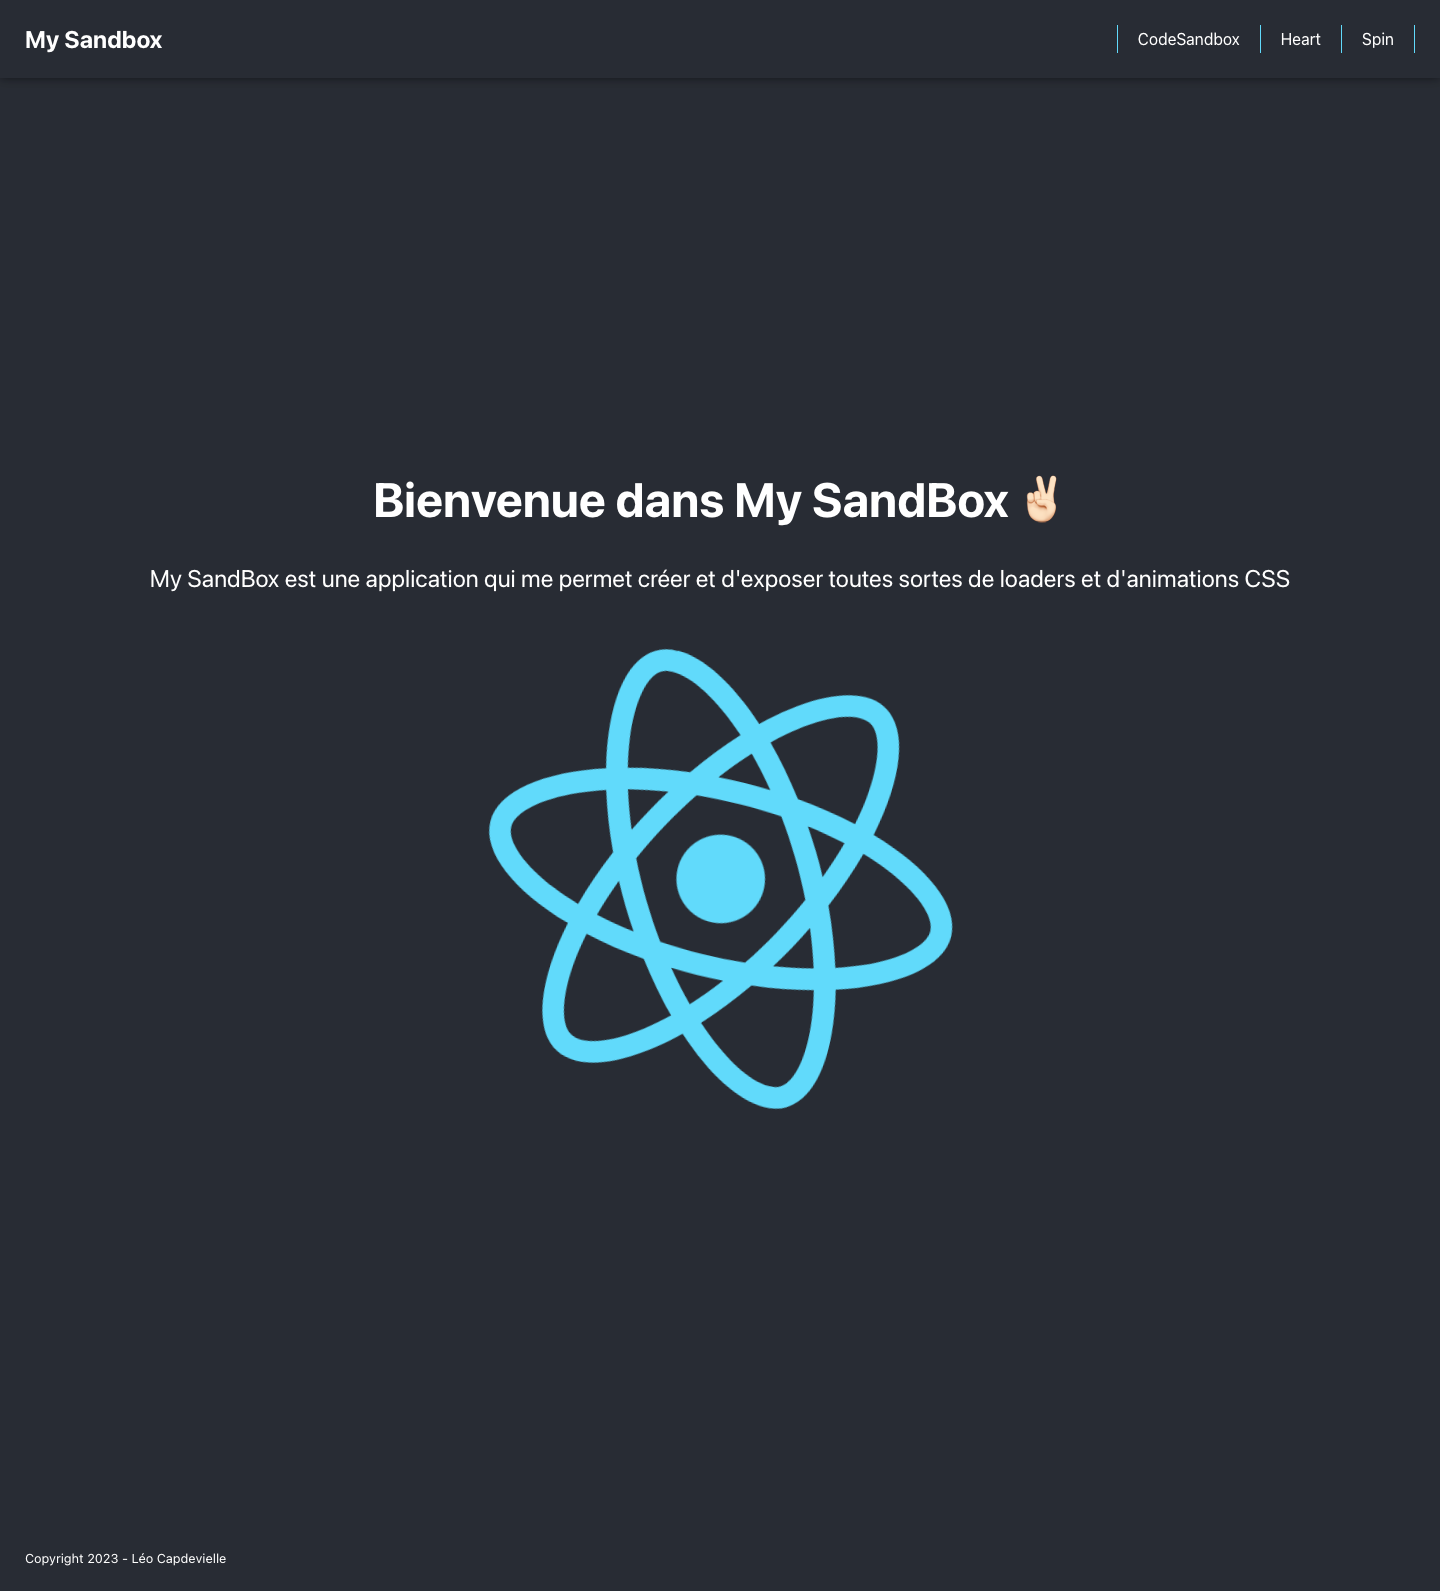 My Sandbox
CodeSandbox
Heart
Spin
Bienvenue dans My SandBox ✌🏻
My SandBox est une application qui me permet créer et d'exposer toutes sortes de loaders et d'animations CSS
Copyright 2023 - Léo Capdevielle